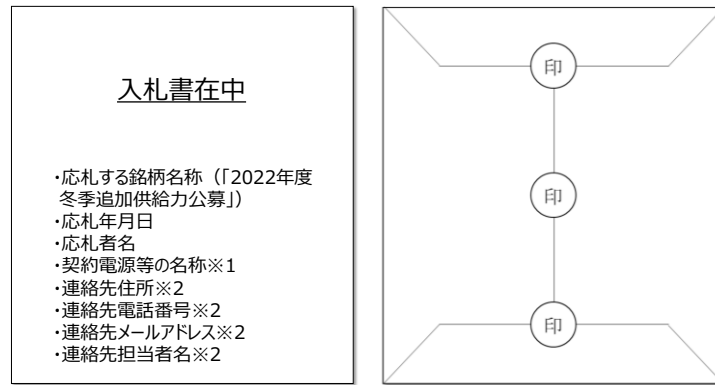 入札書在中
・応札する銘柄名称（「2022年度
冬季追加供給力公募」）
・応札年月日
・応札者名
・契約電源等の名称※1
・連絡先住所※2
・連絡先電話番号※2
・連絡先メールアドレス※2
・連絡先担当者名※2
印
印
印